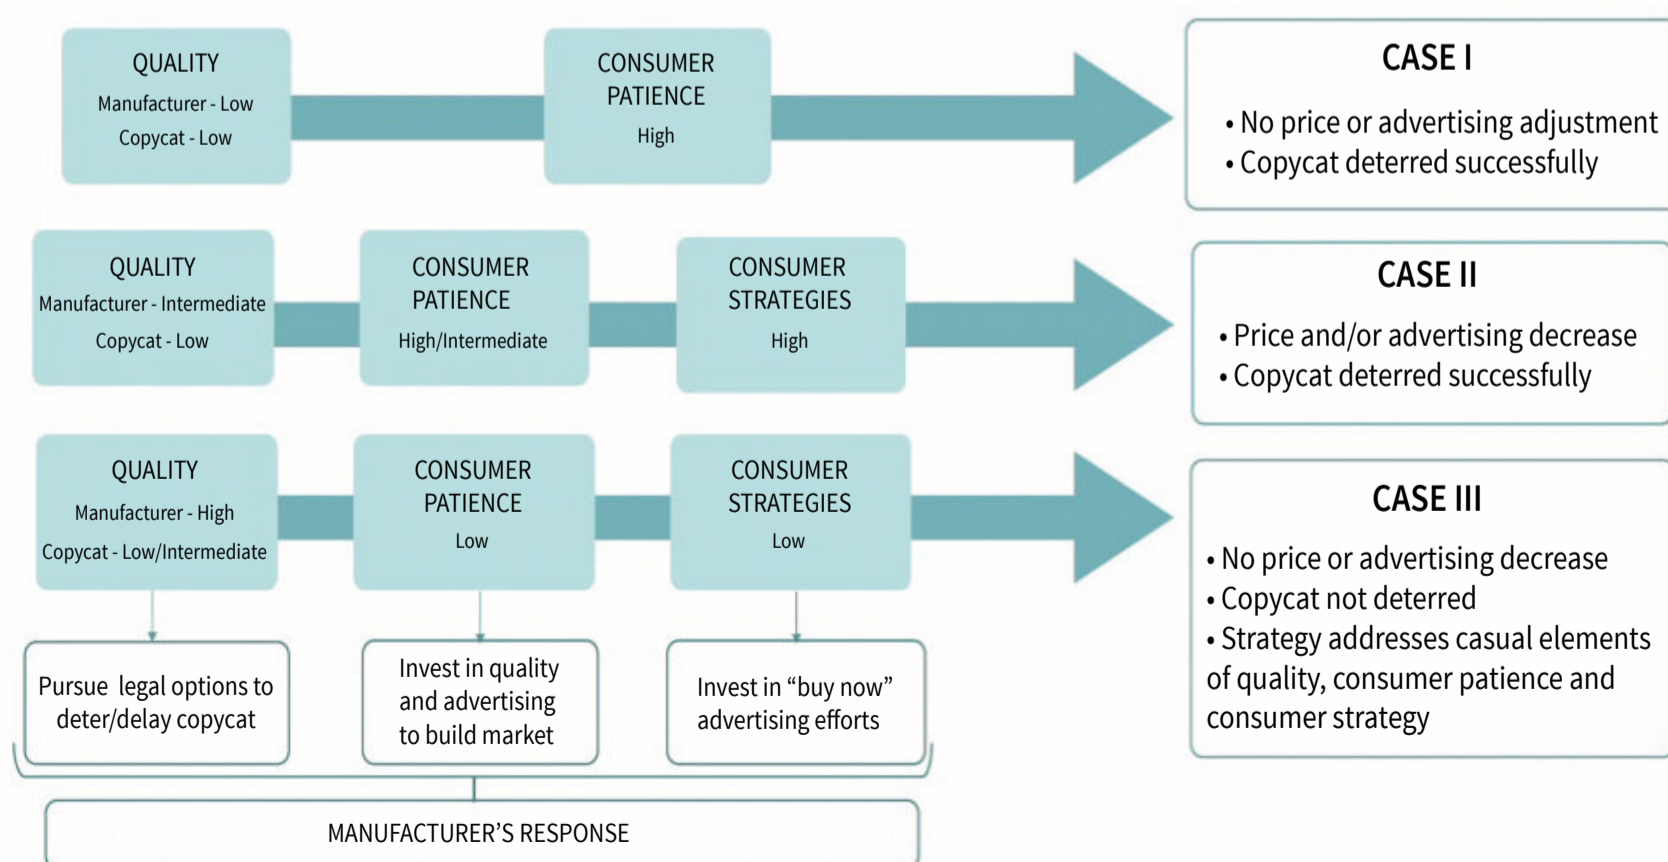 QUALITY
Manufacturer - Low
Copycat - Low
CONSUMER
PATIENCE
High
CASE I
• No price or advertising adjustment
• Copycat deterred successfully
QUALITY
Manufacturer - Intermediate
Copycat - Low
CONSUMER
PATIENCE
High/Intermediate
CONSUMER
STRATEGIES
High
CASE II
• Price and/or advertising decrease
• Copycat deterred successfully
QUALITY
Manufacturer - High
Copycat - Low/Intermediate
CONSUMER
PATIENCE
Low
CONSUMER
STRATEGIES
Low
CASE III
• No price or advertising decrease
• Copycat not deterred
• Strategy addresses casual elements
of quality, consumer patience and
consumer strategy
Pursue legal options to
deter/delay copycat
Invest in quality
and advertising
to build market
Invest in “buy now”
advertising efforts
MANUFACTURER’S RESPONSE